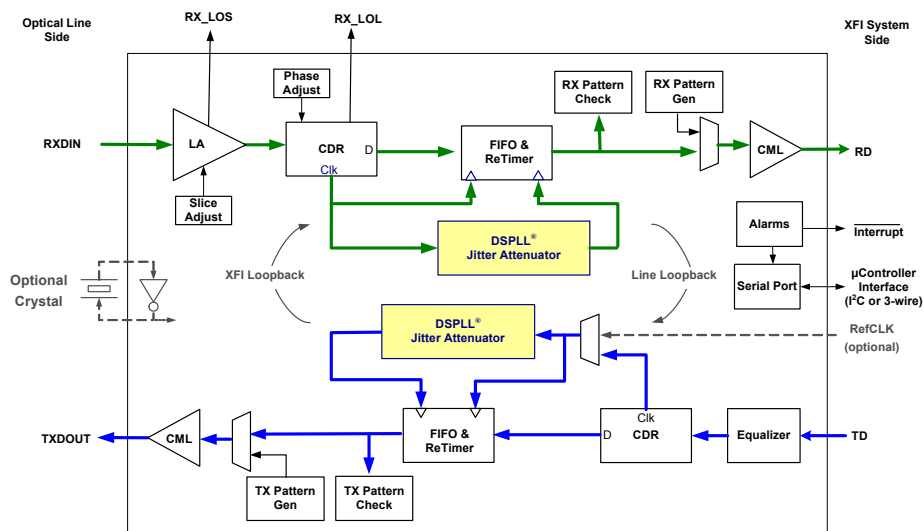 Optical Line
Side
RX_LOS
RX_LOL
XFI System
Side
Phase
Adjust
RX Pattern
Check
RX Pattern
Gen
RXDIN
LA
CDR
D
Clk
FIFO &
ReTimer
CML
RD
Slice
Adjust
DSPLL®
Jitter Attenuator
Alarms
Interrupt
XFI Loopback
Line Loopback
Optional
Crystal
Serial Port
µController
Interface
(I²C or 3-wire)
DSPLL®
Jitter Attenuator
RefCLK
(optional)
TXDOUT
CML
FIFO &
ReTimer
Clk
D
CDR
Equalizer
TD
TX Pattern
Gen
TX Pattern
Check